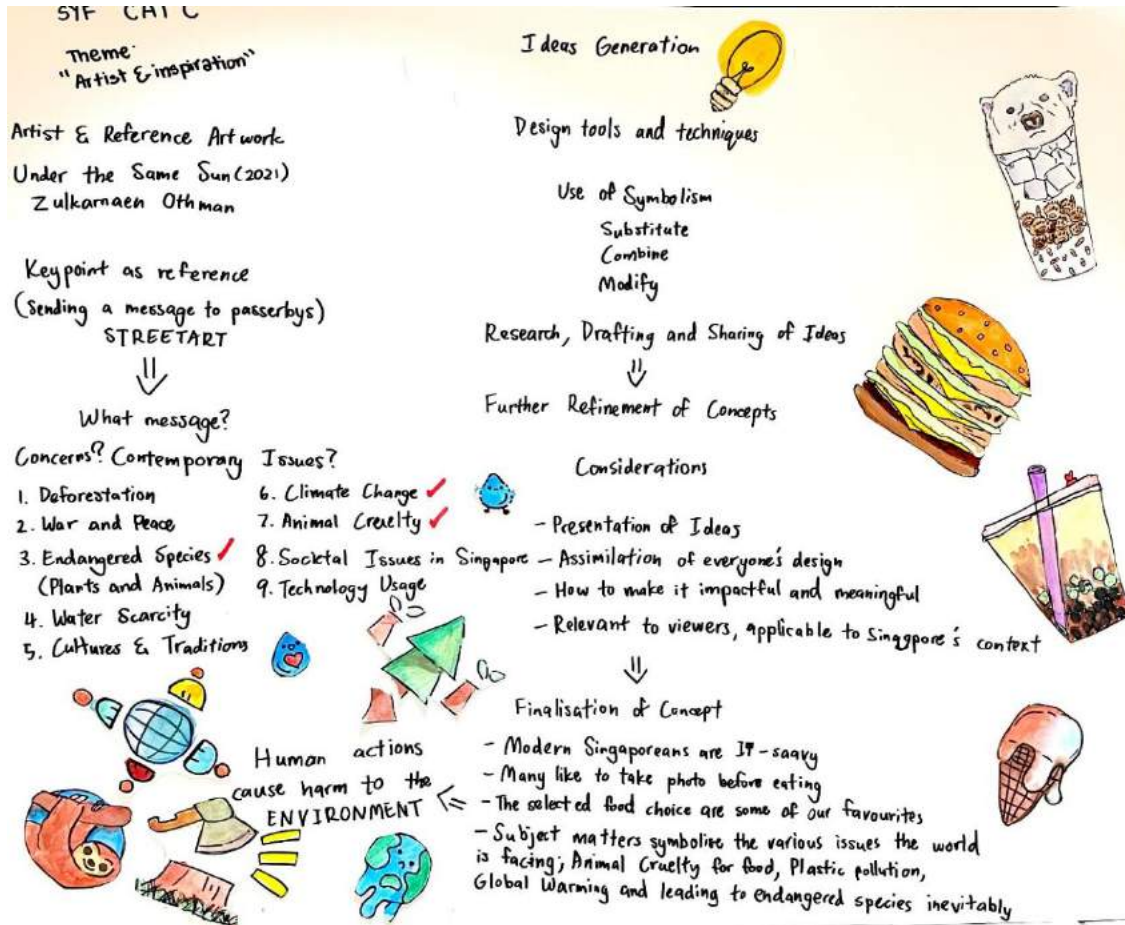 SYF CAT C
Theme:
"Artist & inspiration"
Artist & Reference Artwork
Under the Same Sun (2021)
Zulkarnaen Othman
Keypoint as reference
(Sending a message to passerbys)
STREETART
What message?
Concerns? Contemporary Issues?
1. Deforestation
2. War and Peace
3. Endangered Species
(Plants and Animals)
4. Water Scarcity
5. Cultures & Traditions
6. Climate Change
7. Animal Creuelty
8. Societal Issues in Singapore
9. Technology Usage
Human actions
cause harm to the
ENVIRONMENT
Ideas Generation
Design tools and techniques
Use of Symbolism
Substitute
Combine
Modify
Research, Drafting and Sharing of Ideas
Further Refinement of Concepts
Considerations
- Presentation of Ideas
- Assimilation of everyone's design
- How to make it impactful and meaningful
- Relevant to viewers, applicable to Singapore's context
Finalisation of Concept
- Modern Singaporeans are IT-saavy
- Many like to take photo before eating
- The selected food choice are some of our favourites
- Subject matters symbolise the various issues the world
is facing; Animal Cruelty for food, Plastic pollution,
Global Warming and leading to endangered species inevitably